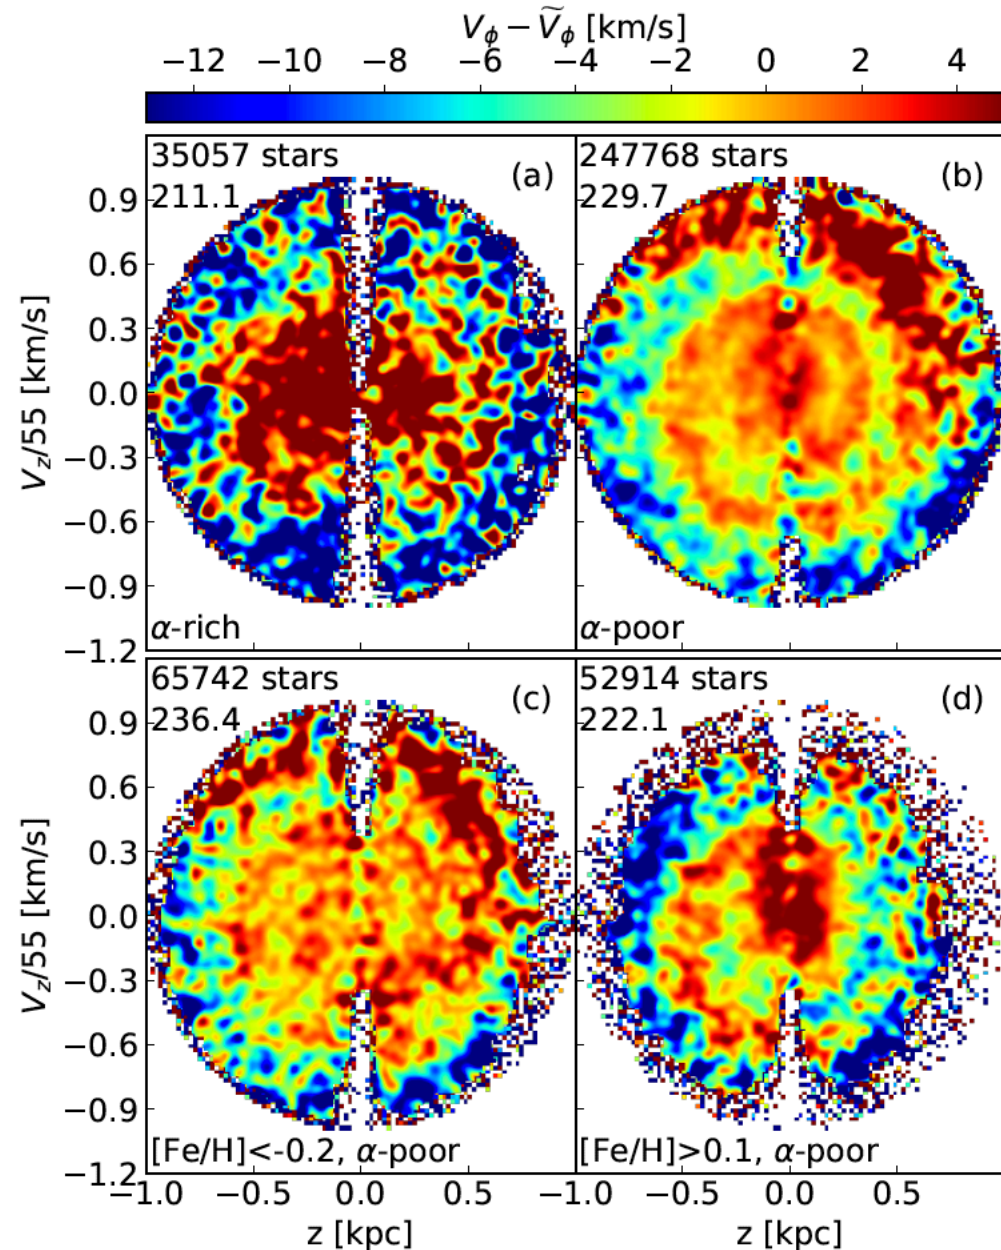 V_ϕ − Ṽ_ϕ [km/s]
−12 −10 −8 −6 −4 −2 0 2 4
35057 stars (a)
211.1
α-rich
247768 stars (b)
229.7
α-poor
0.9
0.6
0.3
0.0
−0.3
−0.6
−0.9
−1.2
V_z/55 [km/s]
65742 stars (c)
236.4
[Fe/H]<-0.2, α-poor
52914 stars (d)
222.1
[Fe/H]>0.1, α-poor
0.9
0.6
0.3
0.0
−0.3
−0.6
−0.9
−1.2
V_z/55 [km/s]
−1.0 −0.5 0.0 0.5 −1.0 −0.5 0.0 0.5
z [kpc] z [kpc]